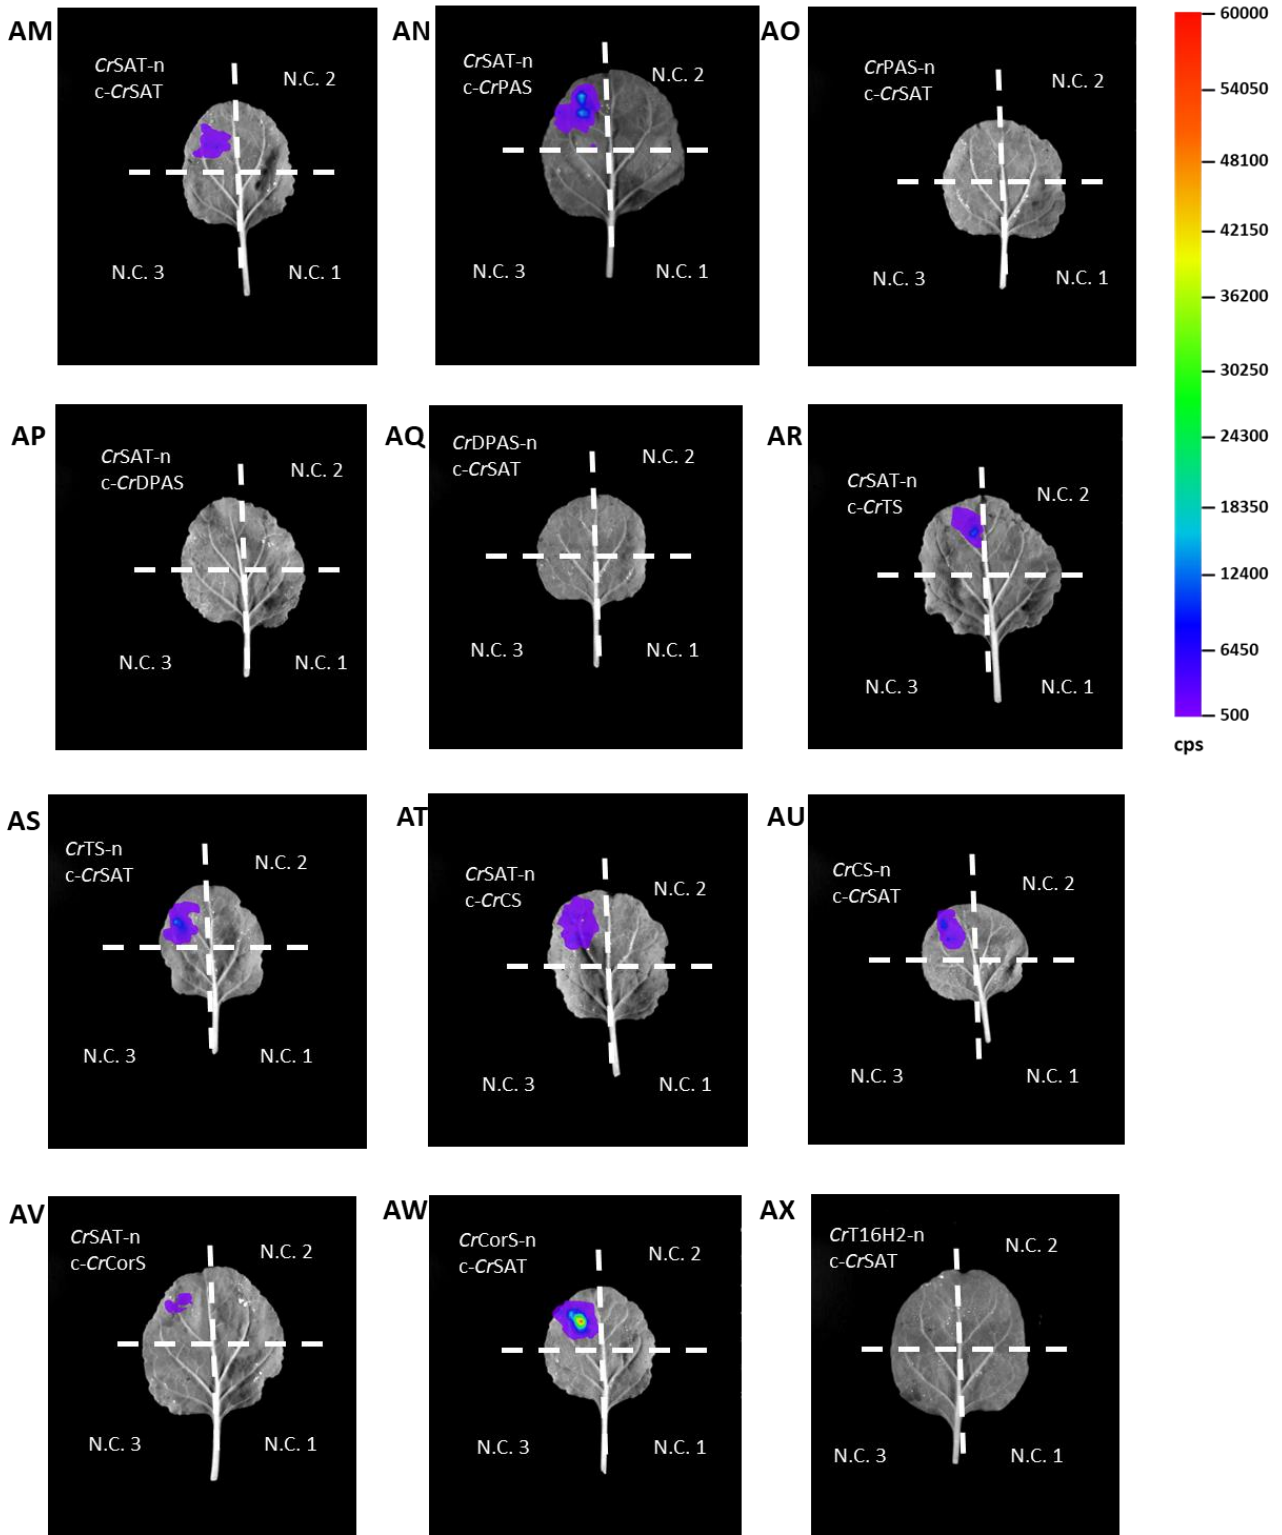 AM
CrSAT-n
c-CrSAT
N.C. 2
N.C. 3
N.C. 1
AN
CrSAT-n
c-CrPAS
N.C. 2
N.C. 3
N.C. 1
AO
CrPAS-n
c-CrSAT
N.C. 2
N.C. 3
N.C. 1
60000
54050
48100
42150
36200
30250
24300
18350
12400
6450
500
cps
AP
CrSAT-n
c-CrDPAS
N.C. 2
N.C. 3
N.C. 1
AQ
CrDPAS-n
c-CrSAT
N.C. 2
N.C. 3
N.C. 1
AR
CrSAT-n
c-CrTS
N.C. 2
N.C. 3
N.C. 1
AS
CrTS-n
c-CrSAT
N.C. 2
N.C. 3
N.C. 1
AT
CrSAT-n
c-CrCS
N.C. 2
N.C. 3
N.C. 1
AU
CrCS-n
c-CrSAT
N.C. 2
N.C. 3
N.C. 1
AV
CrSAT-n
c-CrCorS
N.C. 2
N.C. 3
N.C. 1
AW
CrCorS-n
c-CrSAT
N.C. 2
N.C. 3
N.C. 1
AX
CrT16H2-n
c-CrSAT
N.C. 2
N.C. 3
N.C. 1